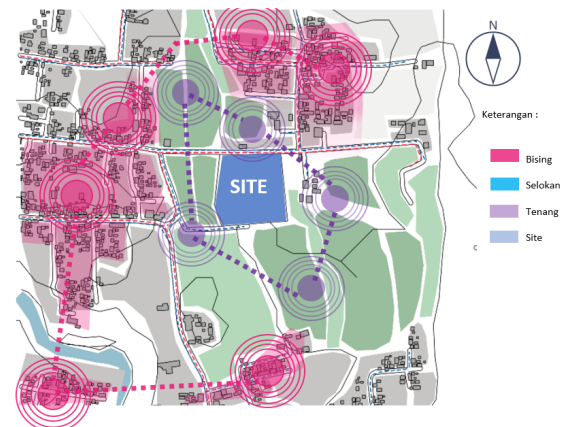 N
Keterangan :
Bising
Selokan
Tenang
Site
SITE